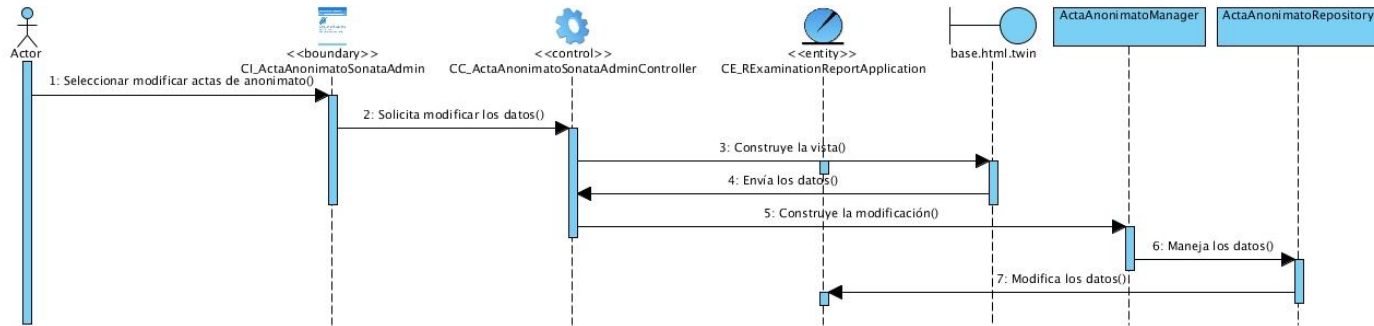 Actor
<<boundary>>
CI_ActaAnonimatoSonataAdmin
<<control>>
CC_ActaAnonimatoSonataAdminController
<<entity>>
CE_RExaminationReportApplication
base.html.twin
ActaAnonimatoManager
ActaAnonimatoRepository
1: Seleccionar modificar actas de anonimato()
2: Solicita modificar los datos()
3: Construye la vista()
4: Envía los datos()
5: Construye la modificación()
6: Maneja los datos()
7: Modifica los datos()